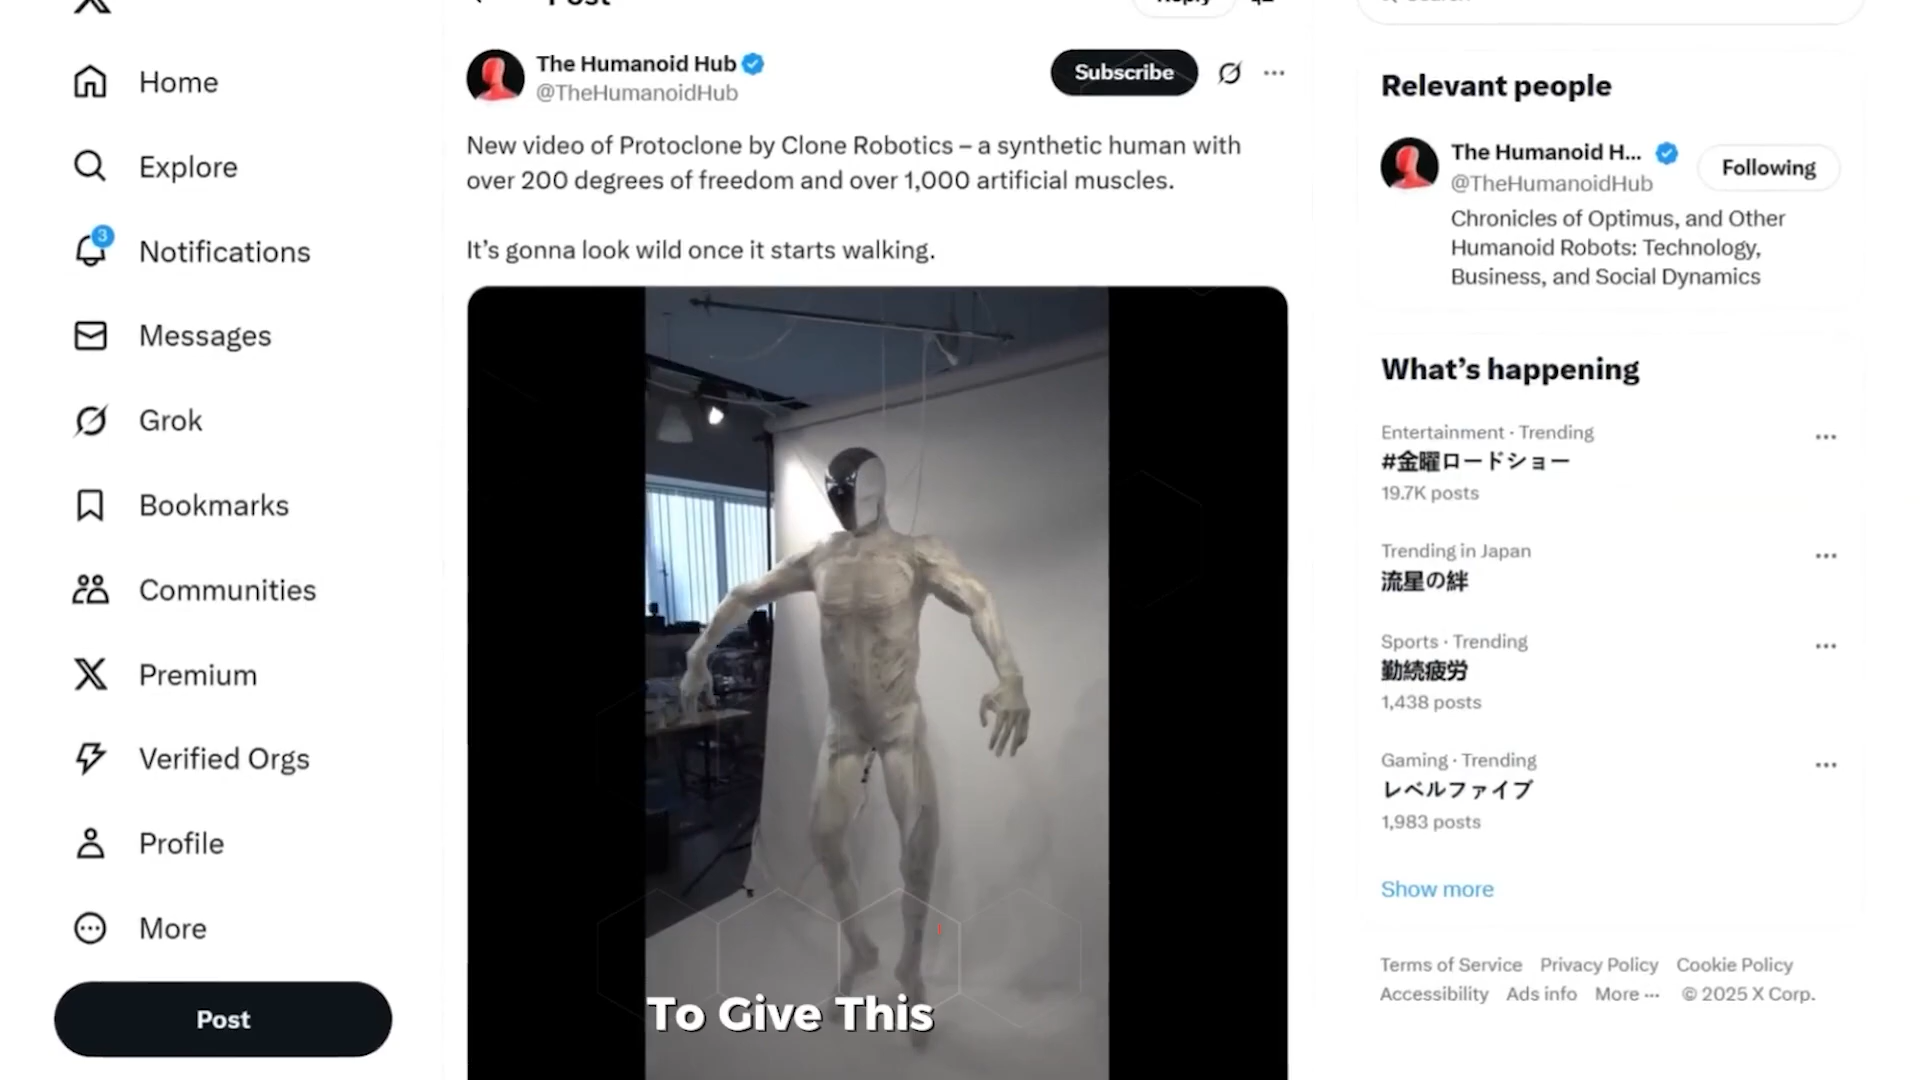 Post
Reply
Search
Home
Explore
3
Notifications
Messages
Grok
Bookmarks
Communities
Premium
Verified Orgs
Profile
More
Post
The Humanoid Hub
@TheHumanoidHub
Subscribe
New video of Protoclone by Clone Robotics – a synthetic human with
over 200 degrees of freedom and over 1,000 artificial muscles.
It's gonna look wild once it starts walking.
To Give This
Relevant people
The Humanoid H...
@TheHumanoidHub
Following
Chronicles of Optimus, and Other
Humanoid Robots: Technology,
Business, and Social Dynamics
What's happening
Entertainment · Trending
#金曜ロードショー
19.7K posts
Trending in Japan
流星の絆
Sports · Trending
勤続疲労
1,438 posts
Gaming · Trending
レベルファイブ
1,983 posts
Show more
Terms of Service Privacy Policy Cookie Policy
Accessibility Ads info More ··· © 2025 X Corp.